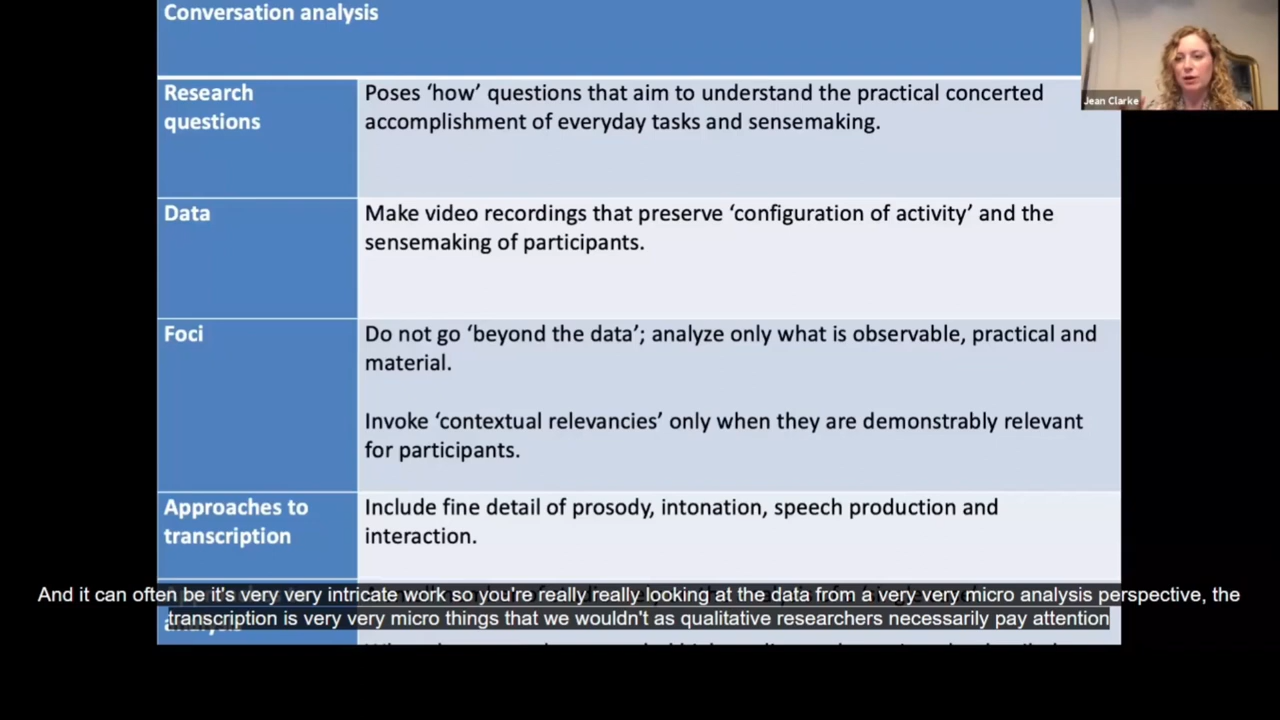 Conversation analysis
Jean Clarke
Research
questions
Poses ‘how’ questions that aim to understand the practical concerted
accomplishment of everyday tasks and sensemaking.
Data
Make video recordings that preserve ‘configuration of activity’ and the
sensemaking of participants.
Foci
Do not go ‘beyond the data’; analyze only what is observable, practical and
material.
Invoke ‘contextual relevancies’ only when they are demonstrably relevant
for participants.
Approaches to
transcription
Include fine detail of prosody, intonation, speech production and
interaction.
And it can often be it's very very intricate work so you're really really looking at the data from a very very micro analysis perspective, the
transcription is very very micro things that we wouldn't as qualitative researchers necessarily pay attention